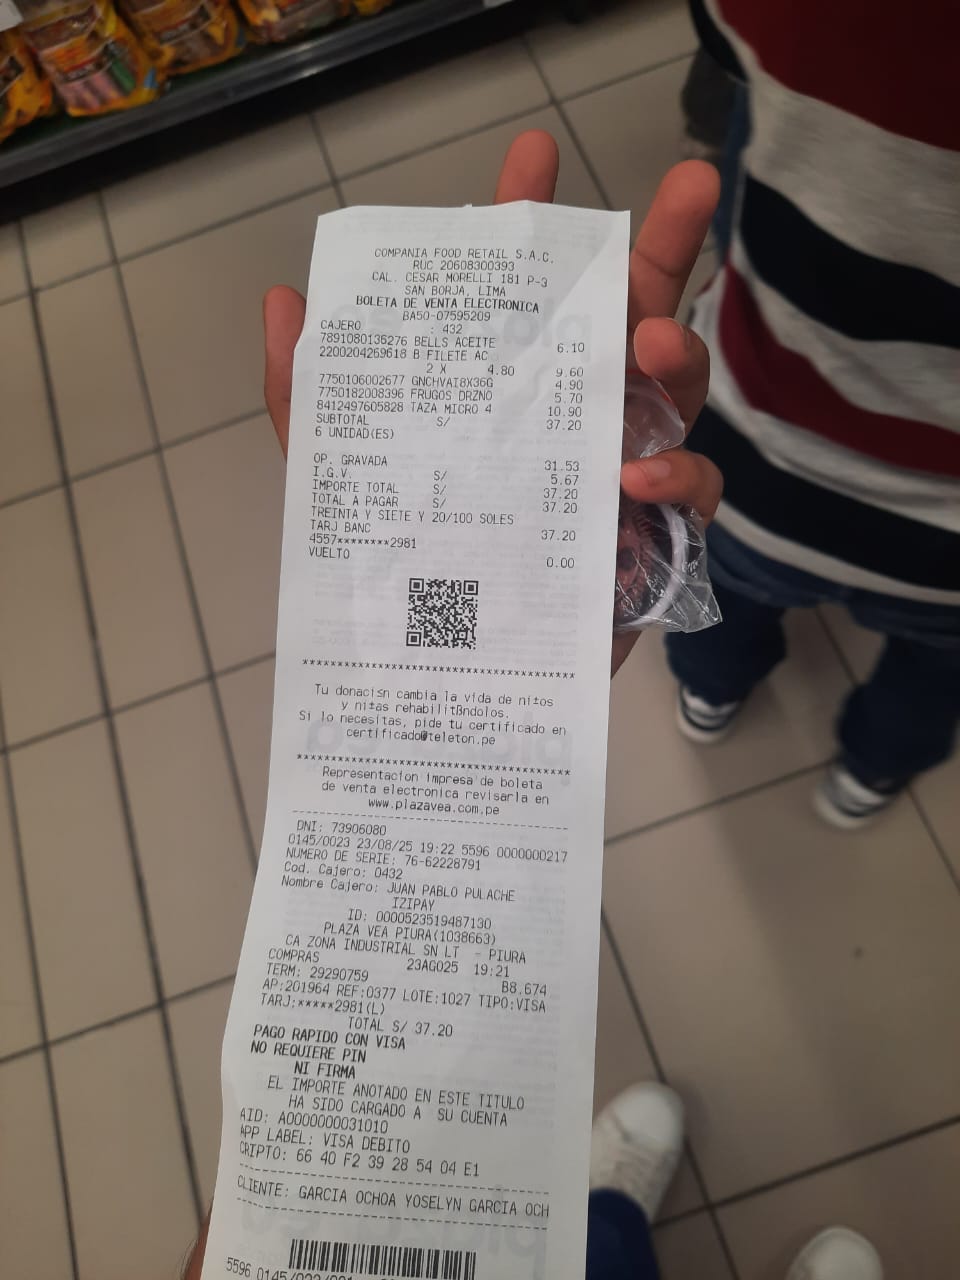 COMPANIA FOOD RETAIL S.A.C.
RUC 20608300393
CAL. CESAR MORELLI 181 P-3
SAN BORJA, LIMA
BOLETA DE VENTA ELECTRONICA
BA50-07595209
CAJERO : 432
7891080136276 BELLS ACEITE 6.10
2200204269618 B FILETE AC
2 X 4.80 9.60
7750106002677 GNCHVAI8X36G 4.90
7750182008396 FRUGOS DRZNO 5.70
8412497605828 TAZA MICRO 4 10.90
SUBTOTAL S/ 37.20
6 UNIDAD(ES)
OP. GRAVADA 31.53
I.G.V. S/ 5.67
IMPORTE TOTAL S/ 37.20
TOTAL A PAGAR S/ 37.20
TREINTA Y SIETE Y 20/100 SOLES
TARJ BANC 37.20
4557********2981
VUELTO 0.00
****************************************
Tu donación cambia la vida de nitos
y nitas rehabilitßndolos.
Si lo necesitas, pide tu certificado en
certificado@teleton.pe
****************************************
Representacion impresa de boleta
de venta electronica revisarla en
www.plazavea.com.pe
DNI: 73906080
0145/0023 23/08/25 19:22 5596 0000000217
NUMERO DE SERIE: 76-62228791
Cod. Cajero: 0432
Nombre Cajero: JUAN PABLO PULACHE
IZIPAY
ID: 0000523519487130
PLAZA VEA PIURA(1038663)
CA ZONA INDUSTRIAL SN LT - PIURA
COMPRAS 23AGO25 19:21
TERM: 29290759 B8.674
AP:201964 REF:0377 LOTE:1027 TIPO:VISA
TARJ:*****2981(L)
TOTAL S/ 37.20
PAGO RAPIDO CON VISA
NO REQUIERE PIN
NI FIRMA
EL IMPORTE ANOTADO EN ESTE TITULO
HA SIDO CARGADO A SU CUENTA
AID: A0000000031010
APP LABEL: VISA DEBITO
CRIPTO: 66 40 F2 39 28 54 04 E1
CLIENTE: GARCIA OCHOA YOSELYN GARCIA OCH